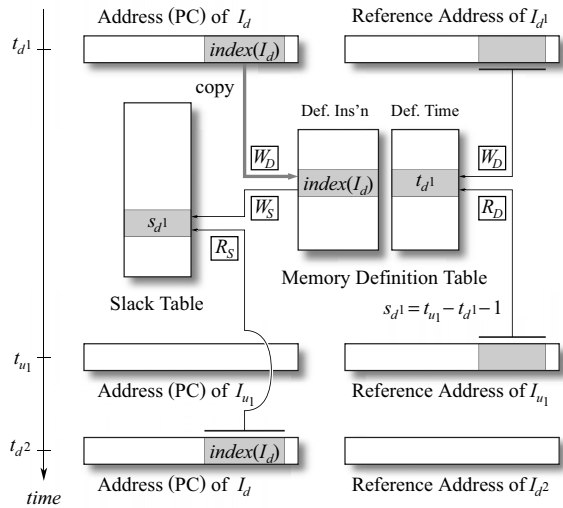 Address (PC) of I_d
Reference Address of I_d1
t_d1
index(I_d)
copy
Def. Ins'n
Def. Time
W_D
W_D
index(I_d)
t_d1
W_S
R_D
s_d1
R_S
Memory Definition Table
Slack Table
s_d1 = t_u1 − t_d1 − 1
t_u1
Address (PC) of I_u1
Reference Address of I_u1
t_d2
index(I_d)
Address (PC) of I_d
Reference Address of I_d2
time